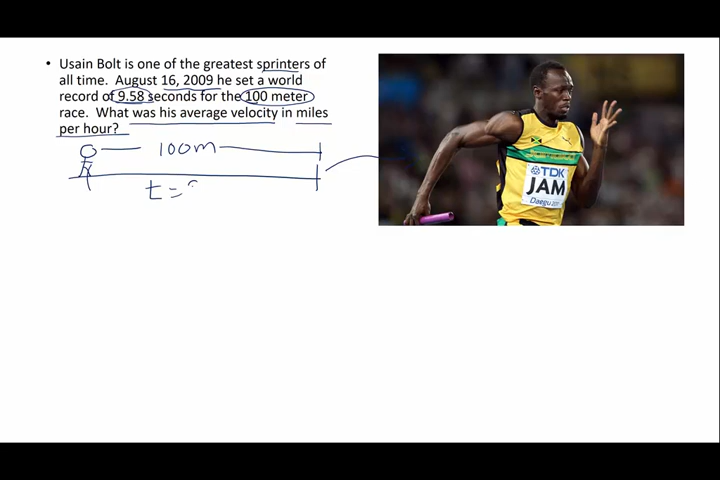 • Usain Bolt is one of the greatest sprinters of
all time. August 16, 2009 he set a world
record of 9.58 seconds for the 100 meter
race. What was his average velocity in miles
per hour?
100m
t =
TDK
JAM
Daegu